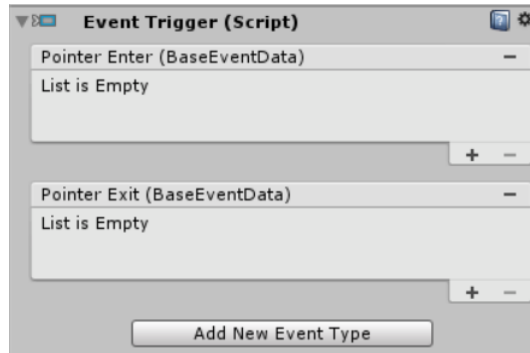 Event Trigger (Script)
Pointer Enter (BaseEventData)
List is Empty
Pointer Exit (BaseEventData)
List is Empty
Add New Event Type